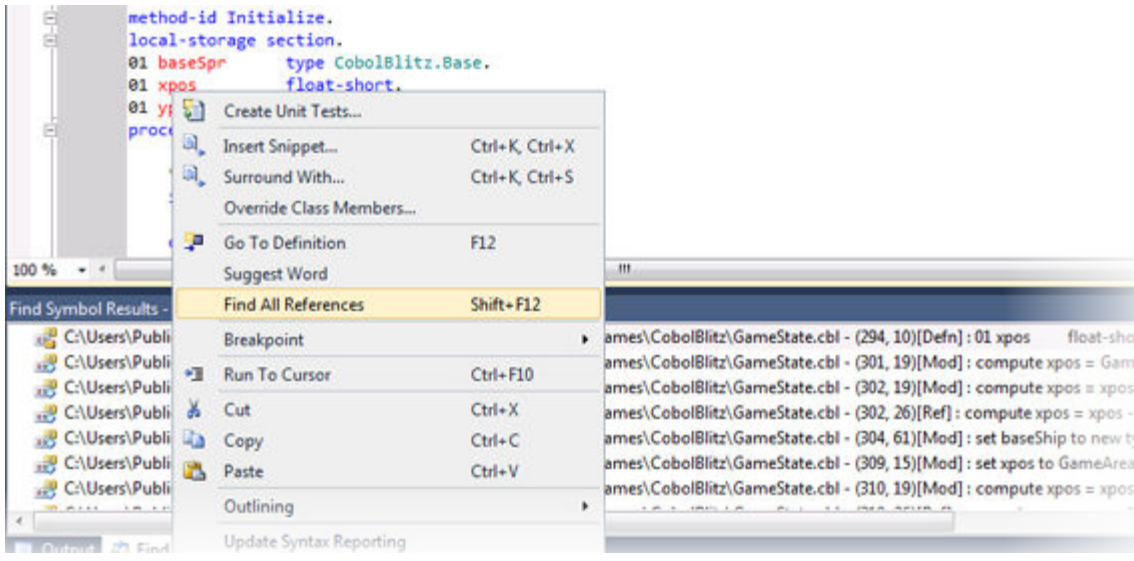 method-id Initialize.
local-storage section.
01 baseSpr type CobolBlitz.Base.
01 xpos float-short.
01
Create Unit Tests...
Insert Snippet... Ctrl+K, Ctrl+X
Surround With... Ctrl+K, Ctrl+S
Override Class Members...
Go To Definition F12
100 %
Suggest Word
Find All References Shift+F12
Breakpoint
Run To Cursor Ctrl+F10
Cut Ctrl+X
Copy Ctrl+C
Paste Ctrl+V
Outlining
Update Syntax Reporting
Find Symbol Results -
C:\Users\Publi ames\CobolBlitz\GameState.cbl - (294, 10)[Defn] : 01 xpos float-sho
C:\Users\Publi ames\CobolBlitz\GameState.cbl - (301, 19)[Mod] : compute xpos = Gam
C:\Users\Publi ames\CobolBlitz\GameState.cbl - (302, 19)[Mod] : compute xpos = xpos
C:\Users\Publi ames\CobolBlitz\GameState.cbl - (302, 26)[Ref] : compute xpos = xpos -
C:\Users\Publi ames\CobolBlitz\GameState.cbl - (304, 61)[Mod] : set baseShip to new t
C:\Users\Publi ames\CobolBlitz\GameState.cbl - (309, 15)[Mod] : set xpos to GameArea
C:\Users\Publi ames\CobolBlitz\GameState.cbl - (310, 19)[Mod] : compute xpos = xpos
Output Find